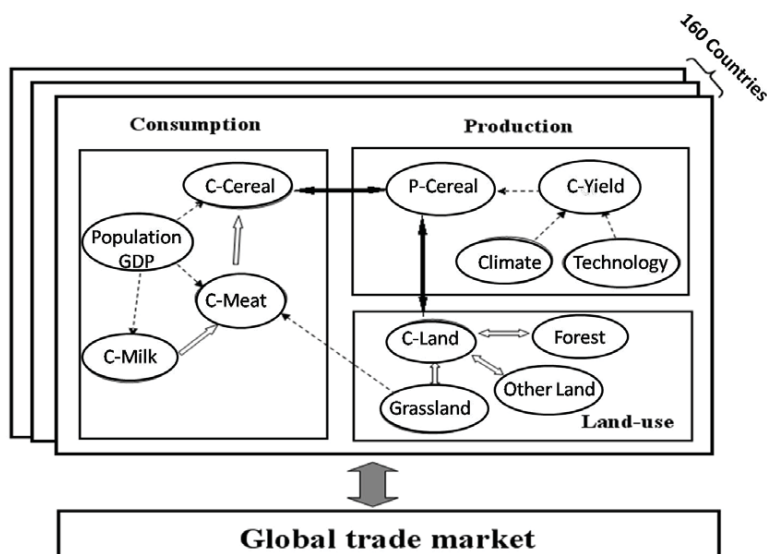 160 Countries
Consumption
Production
C-Cereal
P-Cereal
C-Yield
Population
GDP
Climate
Technology
C-Meat
C-Milk
C-Land
Forest
Other Land
Grassland
Land-use
Global trade market